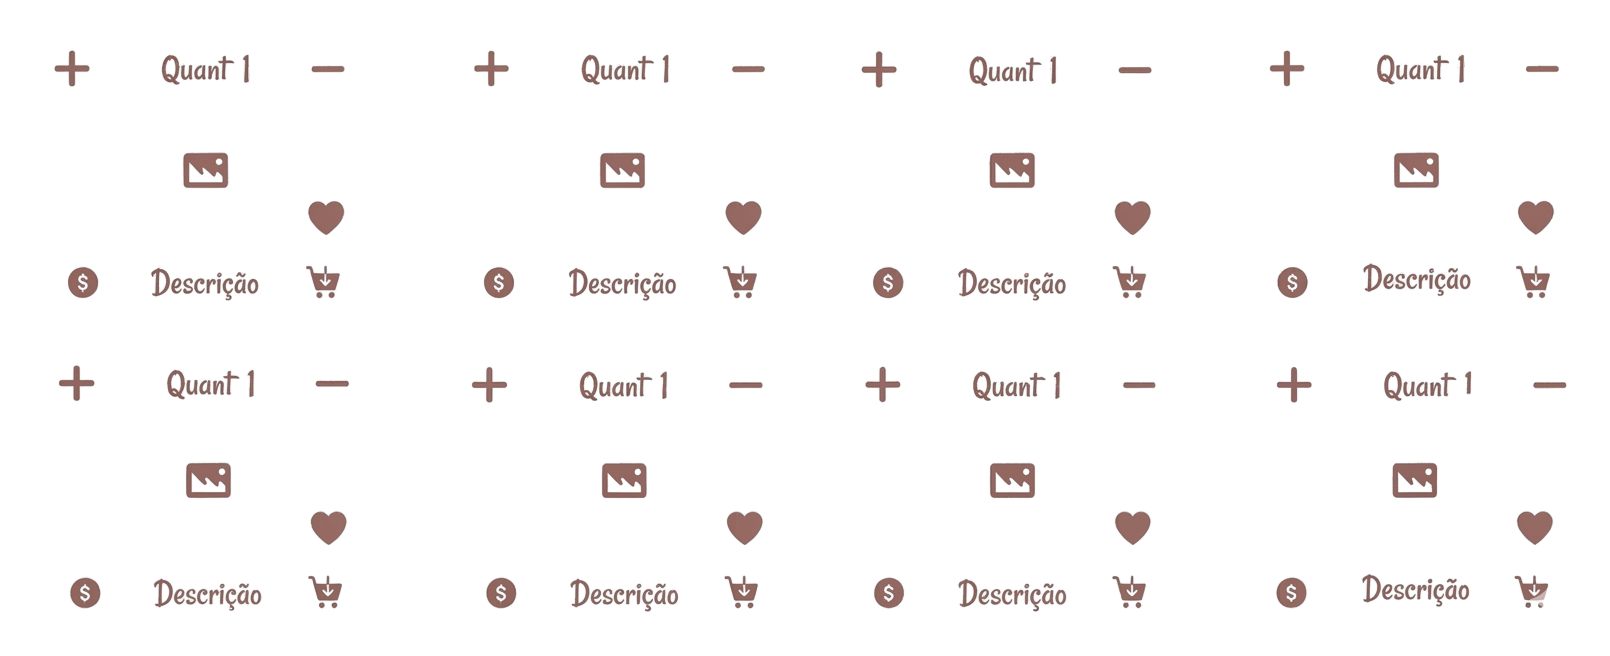 + Quant 1 − + Quant 1 − + Quant 1 − + Quant 1 −
$ Descrição $ Descrição $ Descrição $ Descrição
+ Quant 1 − + Quant 1 − + Quant 1 − + Quant 1 −
$ Descrição $ Descrição $ Descrição $ Descrição